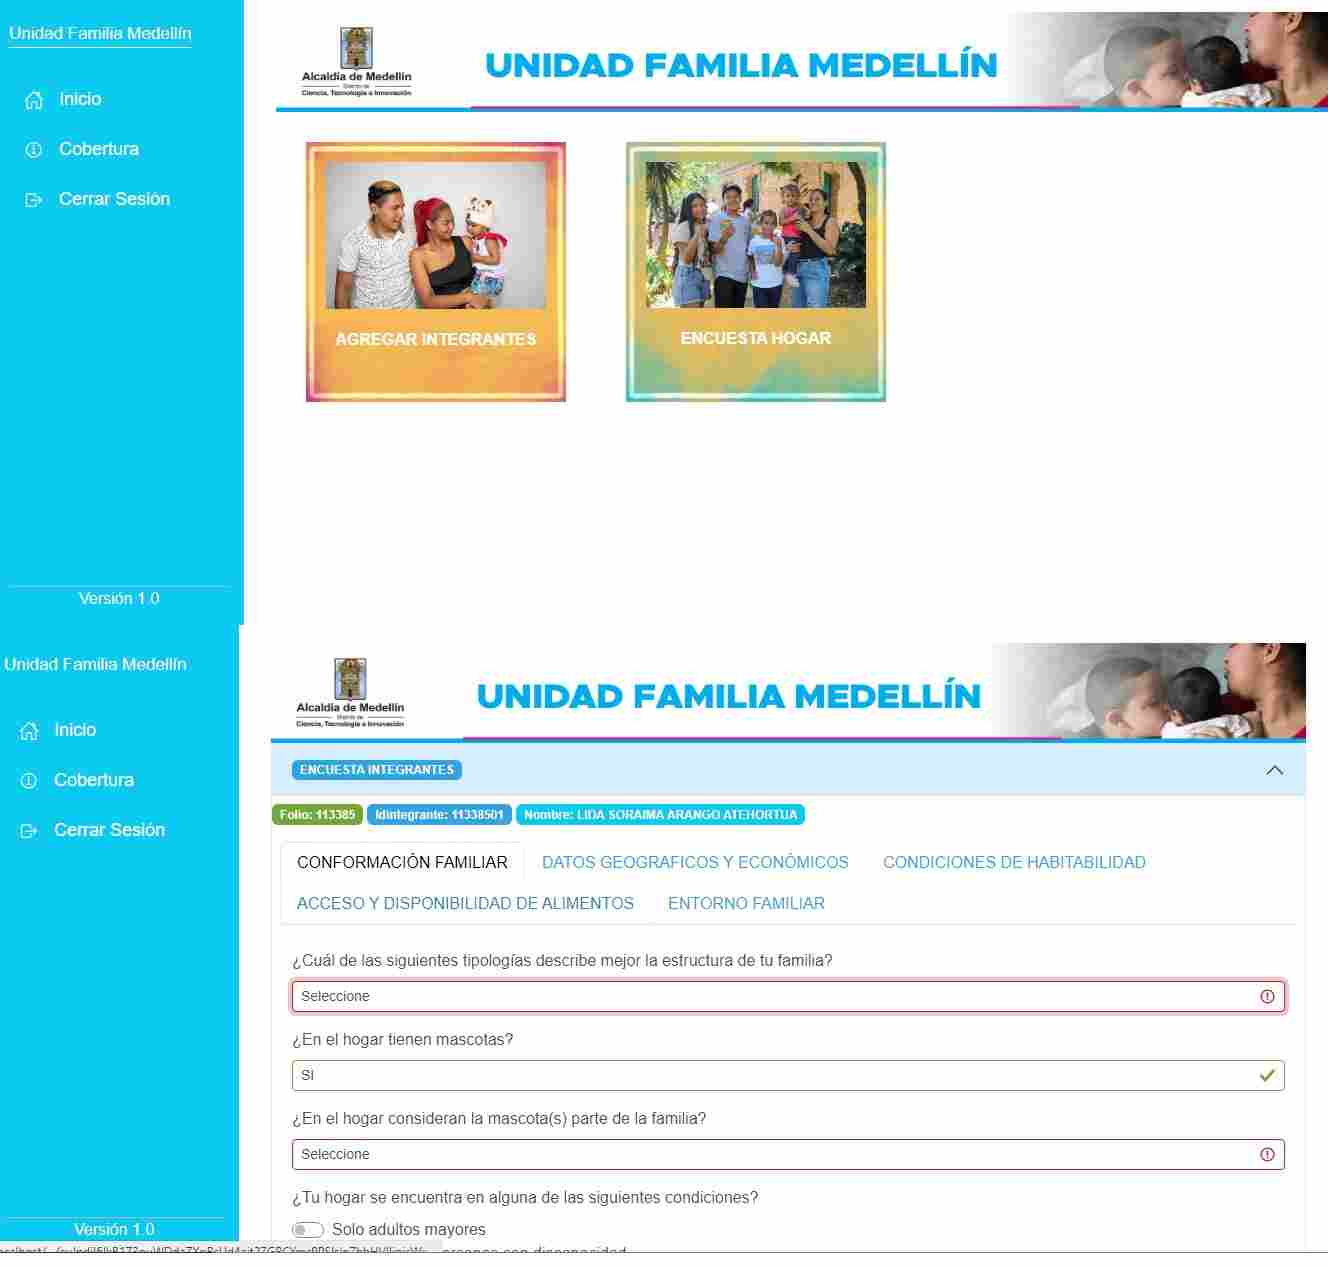 Unidad Familia Medellín
Inicio
Cobertura
Cerrar Sesión
Versión 1.0
Alcaldía de Medellín
Distrito de
Ciencia, Tecnología e Innovación
UNIDAD FAMILIA MEDELLÍN
AGREGAR INTEGRANTES
ENCUESTA HOGAR
Unidad Familia Medellín
Inicio
Cobertura
Cerrar Sesión
Versión 1.0
Alcaldía de Medellín
Distrito de
Ciencia, Tecnología e Innovación
UNIDAD FAMILIA MEDELLÍN
ENCUESTA INTEGRANTES
Folio: 113385 Idintegrante: 11338501 Nombre: LIDA SORAIMA ARANGO ATEHORTUA
CONFORMACIÓN FAMILIAR DATOS GEOGRAFICOS Y ECONÓMICOS CONDICIONES DE HABITABILIDAD
ACCESO Y DISPONIBILIDAD DE ALIMENTOS ENTORNO FAMILIAR
¿Cuál de las siguientes tipologías describe mejor la estructura de tu familia?
Seleccione
¿En el hogar tienen mascotas?
SI
¿En el hogar consideran la mascota(s) parte de la familia?
Seleccione
¿Tu hogar se encuentra en alguna de las siguientes condiciones?
Solo adultos mayores